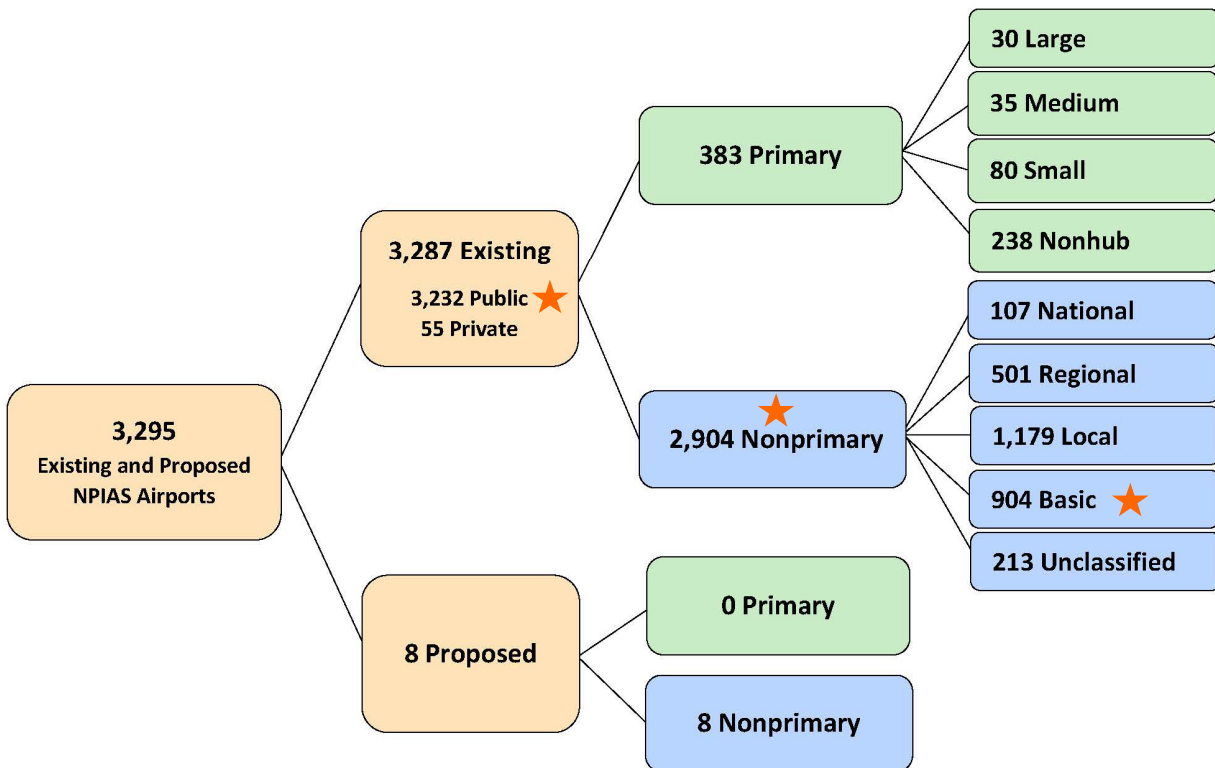 3,295
Existing and Proposed
NPIAS Airports
3,287 Existing
3,232 Public
55 Private
8 Proposed
383 Primary
2,904 Nonprimary
0 Primary
8 Nonprimary
30 Large
35 Medium
80 Small
238 Nonhub
107 National
501 Regional
1,179 Local
904 Basic
213 Unclassified